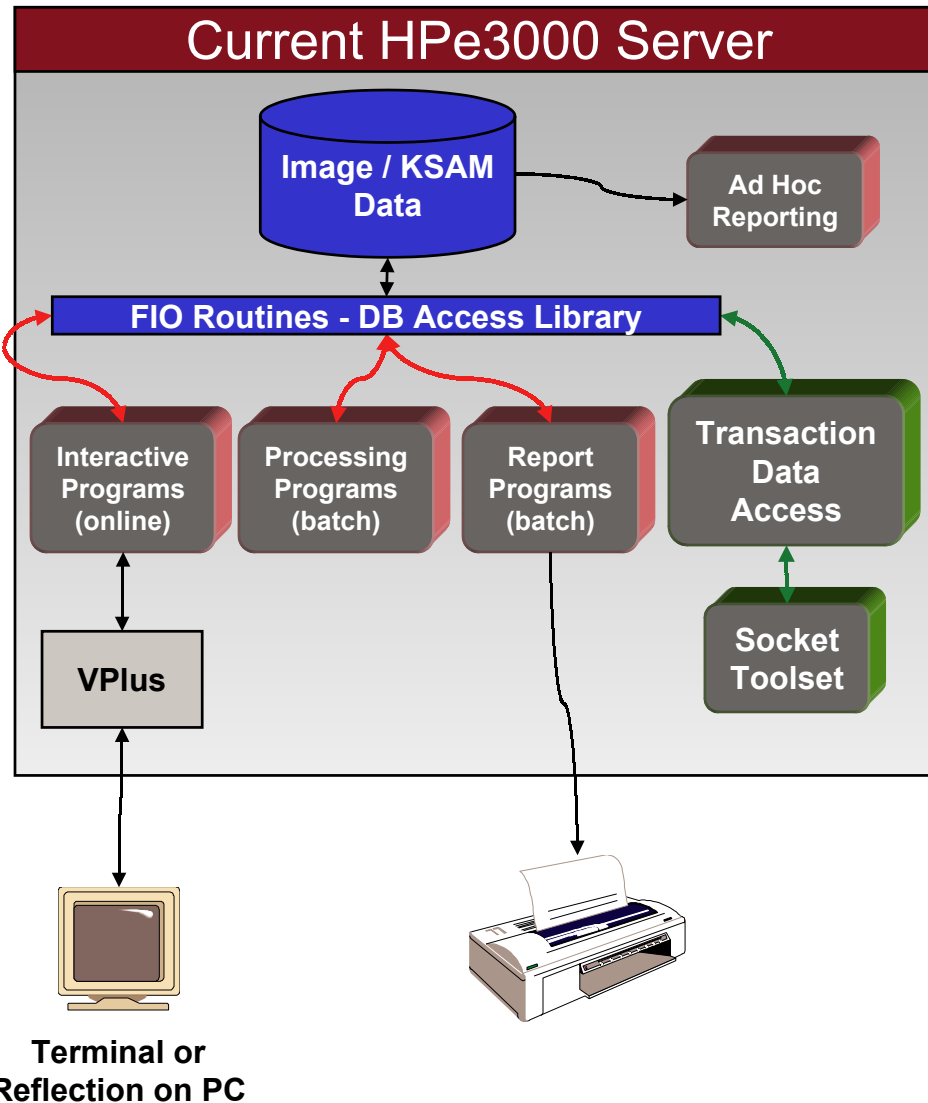 Current HPe3000 Server
Image / KSAM
Data
Ad Hoc
Reporting
FIO Routines - DB Access Library
Interactive
Programs
(online)
Processing
Programs
(batch)
Report
Programs
(batch)
Transaction
Data
Access
VPlus
Socket
Toolset
Terminal or
Reflection on PC